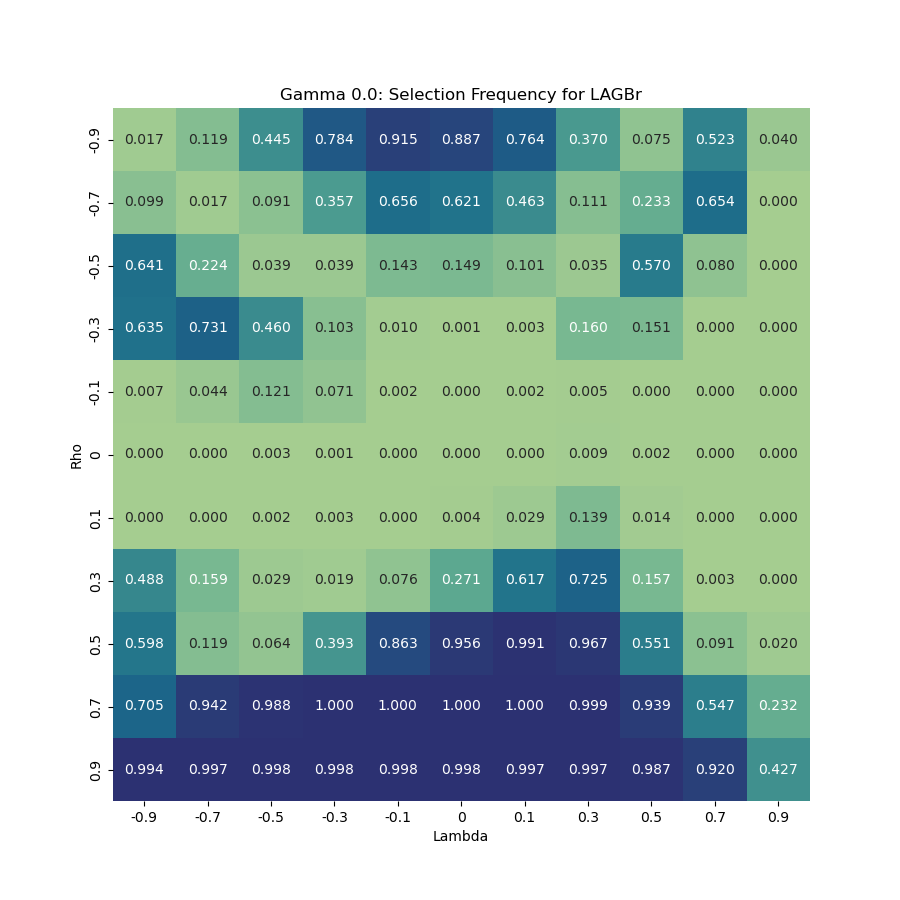 Gamma 0.0: Selection Frequency for LAGBr
-0.9 0.017 0.119 0.445 0.784 0.915 0.887 0.764 0.370 0.075 0.523 0.040
-0.7 0.099 0.017 0.091 0.357 0.656 0.621 0.463 0.111 0.233 0.654 0.000
-0.5 0.641 0.224 0.039 0.039 0.143 0.149 0.101 0.035 0.570 0.080 0.000
-0.3 0.635 0.731 0.460 0.103 0.010 0.001 0.003 0.160 0.151 0.000 0.000
-0.1 0.007 0.044 0.121 0.071 0.002 0.000 0.002 0.005 0.000 0.000 0.000
Rho
0 0.000 0.000 0.003 0.001 0.000 0.000 0.000 0.009 0.002 0.000 0.000
0.1 0.000 0.000 0.002 0.003 0.000 0.004 0.029 0.139 0.014 0.000 0.000
0.3 0.488 0.159 0.029 0.019 0.076 0.271 0.617 0.725 0.157 0.003 0.000
0.5 0.598 0.119 0.064 0.393 0.863 0.956 0.991 0.967 0.551 0.091 0.020
0.7 0.705 0.942 0.988 1.000 1.000 1.000 1.000 0.999 0.939 0.547 0.232
0.9 0.994 0.997 0.998 0.998 0.998 0.998 0.997 0.997 0.987 0.920 0.427
-0.9 -0.7 -0.5 -0.3 -0.1 0 0.1 0.3 0.5 0.7 0.9
Lambda